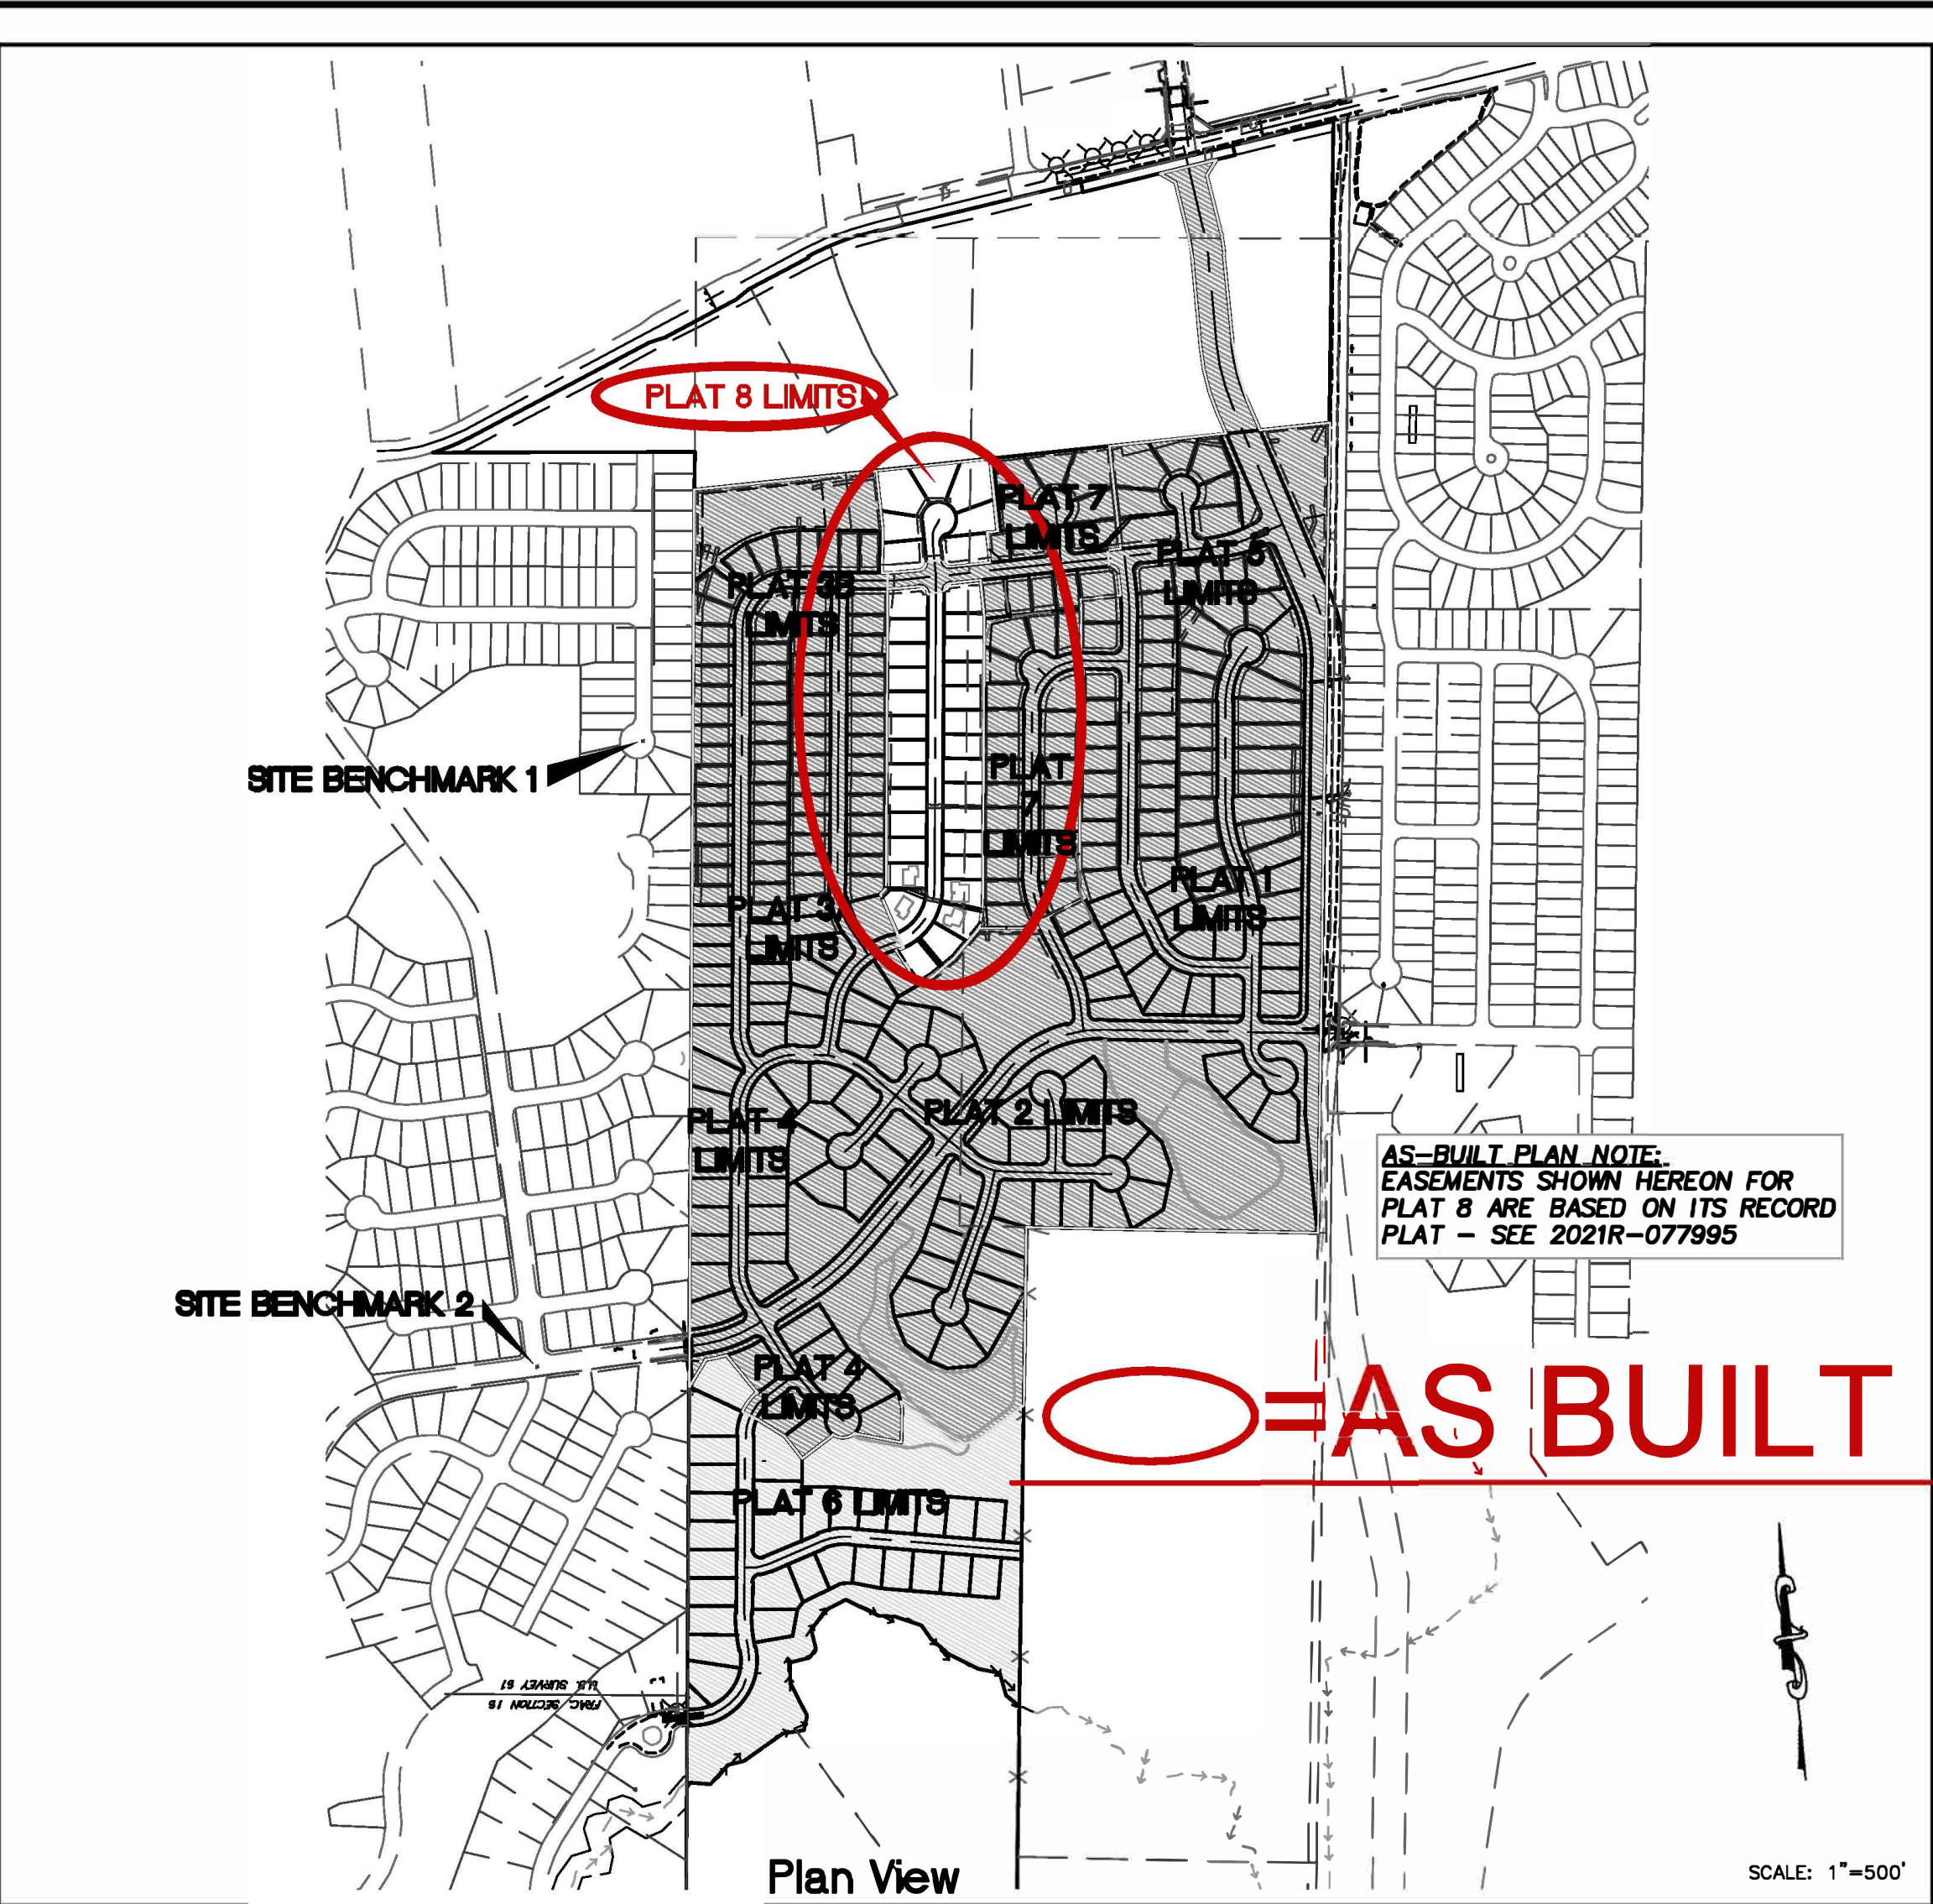 PLAT 8 LIMITS
PLAT 7
LIMITS
PLAT 5
LIMITS
PLAT 3B
LIMITS
SITE BENCHMARK 1
PLAT
7
LIMITS
PLAT 1
LIMITS
PLAT 3
LIMITS
PLAT 4
LIMITS
PLAT 2 LIMITS
AS-BUILT PLAN NOTE:
EASEMENTS SHOWN HEREON FOR
PLAT 8 ARE BASED ON ITS RECORD
PLAT - SEE 2021R-077995
SITE BENCHMARK 2
PLAT 4
LIMITS
=AS BUILT
PLAT 6 LIMITS
U.S. SURVEY 51
FRAC. SECTION 18
Plan View
SCALE: 1"=500'